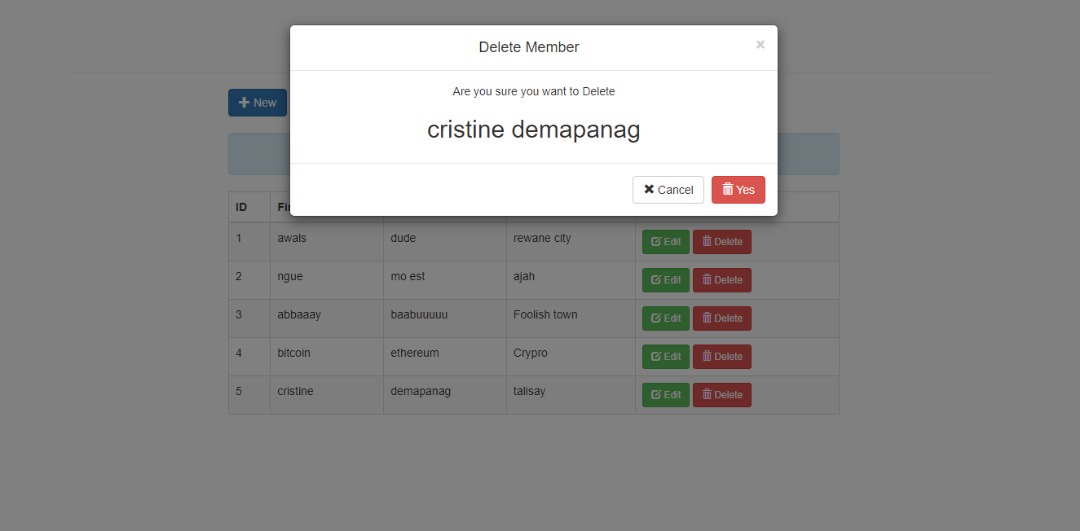 Delete Member
×
Are you sure you want to Delete
cristine demapanag
Cancel Yes
New
ID Fi
1 awals dude rewane city Edit Delete
2 ngue mo est ajah Edit Delete
3 abbaaay baabuuuuu Foolish town Edit Delete
4 bitcoin ethereum Crypro Edit Delete
5 cristine demapanag talisay Edit Delete